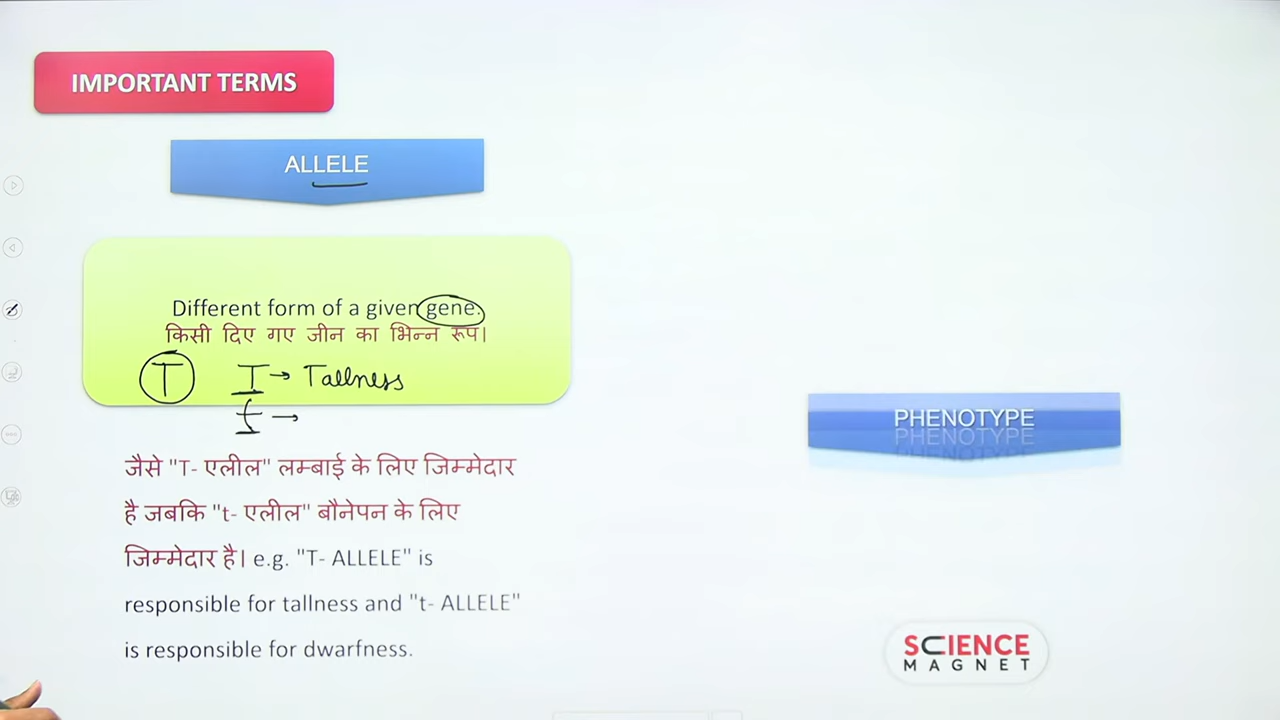 IMPORTANT TERMS
ALLELE
Different form of a given gene.
किसी दिए गए जीन का भिन्न रूप।
T T → Tallness
t →
जैसे "T- एलील" लम्बाई के लिए जिम्मेदार
है जबकि "t- एलील" बौनेपन के लिए
जिम्मेदार है। e.g. "T- ALLELE" is
responsible for tallness and "t- ALLELE"
is responsible for dwarfness.
PHENOTYPE
SCIENCE
MAGNET